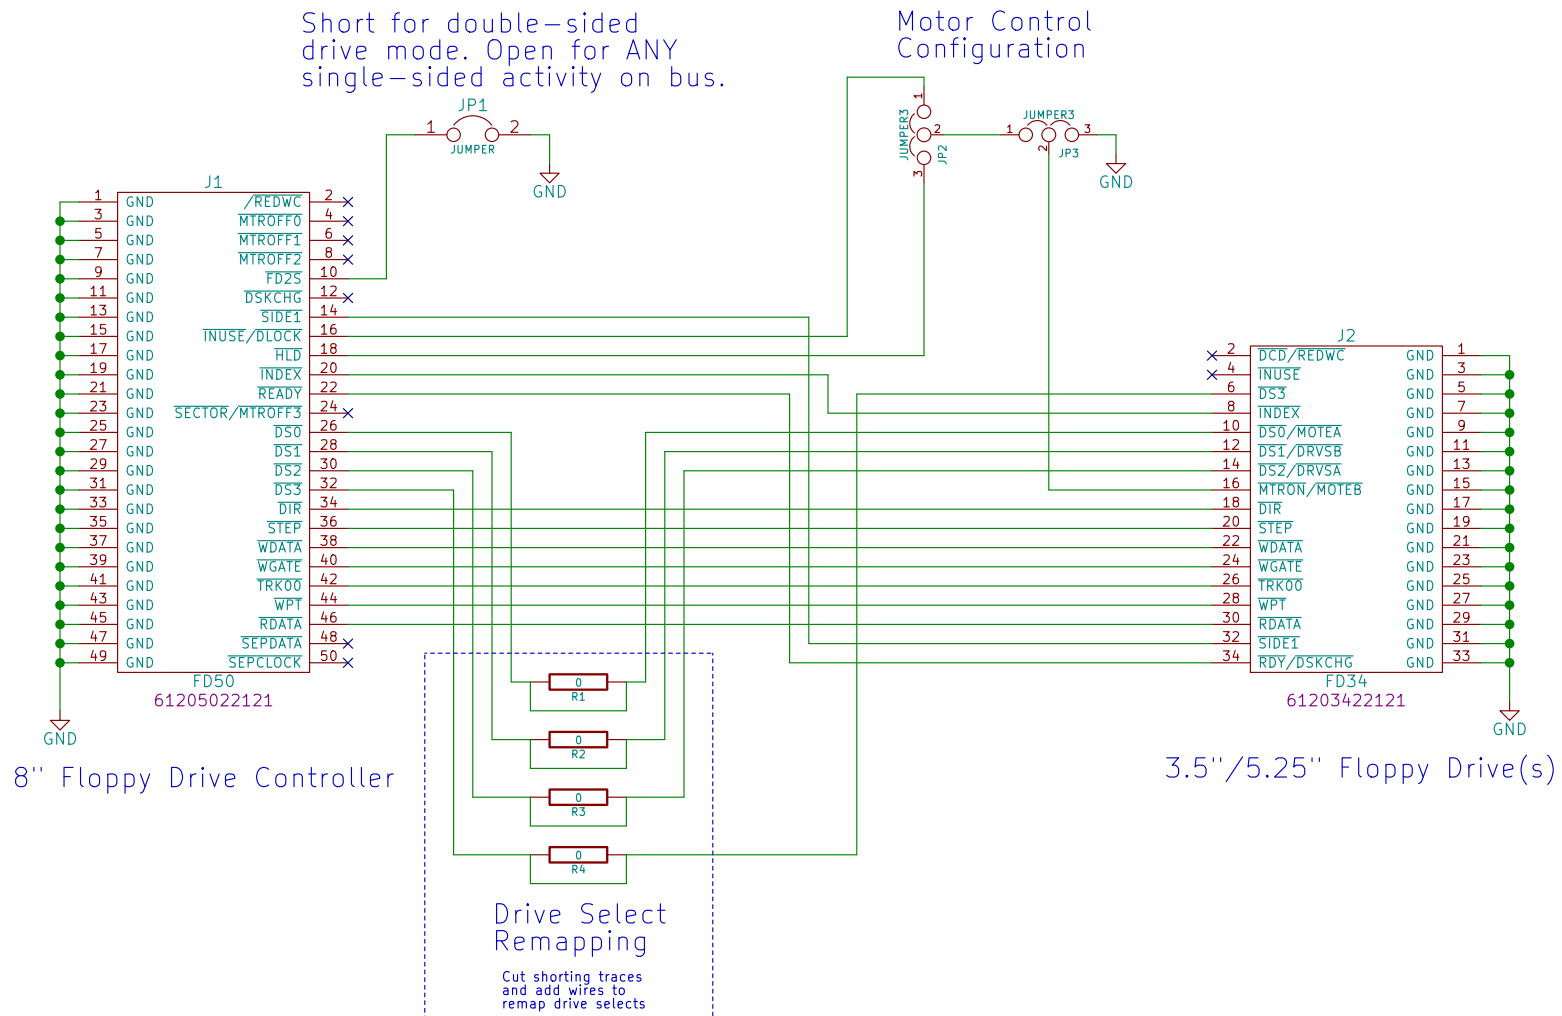 Short for double-sided
drive mode. Open for ANY
single-sided activity on bus.
Motor Control
Configuration
JP1
1 2
JUMPER
GND
1
JUMPER3
2
JP2
3
JUMPER3
1 3
2
JP3
GND
J1
1 GND /REDWC 2
3 GND MTROFF0 4
5 GND MTROFF1 6
7 GND MTROFF2 8
9 GND FD2S 10
11 GND DSKCHG 12
13 GND SIDE1 14
15 GND INUSE/DLOCK 16
17 GND HLD 18
19 GND INDEX 20
21 GND READY 22
23 GND SECTOR/MTROFF3 24
25 GND DS0 26
27 GND DS1 28
29 GND DS2 30
31 GND DS3 32
33 GND DIR 34
35 GND STEP 36
37 GND WDATA 38
39 GND WGATE 40
41 GND TRK00 42
43 GND WPT 44
45 GND RDATA 46
47 GND SEPDATA 48
49 GND SEPCLOCK 50
FD50
61205022121
GND
8" Floppy Drive Controller
J2
2 DCD/REDWC GND 1
4 INUSE GND 3
6 DS3 GND 5
8 INDEX GND 7
10 DS0/MOTEA GND 9
12 DS1/DRVSB GND 11
14 DS2/DRVSA GND 13
16 MTRON/MOTEB GND 15
18 DIR GND 17
20 STEP GND 19
22 WDATA GND 21
24 WGATE GND 23
26 TRK00 GND 25
28 WPT GND 27
30 RDATA GND 29
32 SIDE1 GND 31
34 RDY/DSKCHG GND 33
FD34
61203422121
GND
3.5"/5.25" Floppy Drive(s)
0
R1
0
R2
0
R3
0
R4
Drive Select
Remapping
Cut shorting traces
and add wires to
remap drive selects